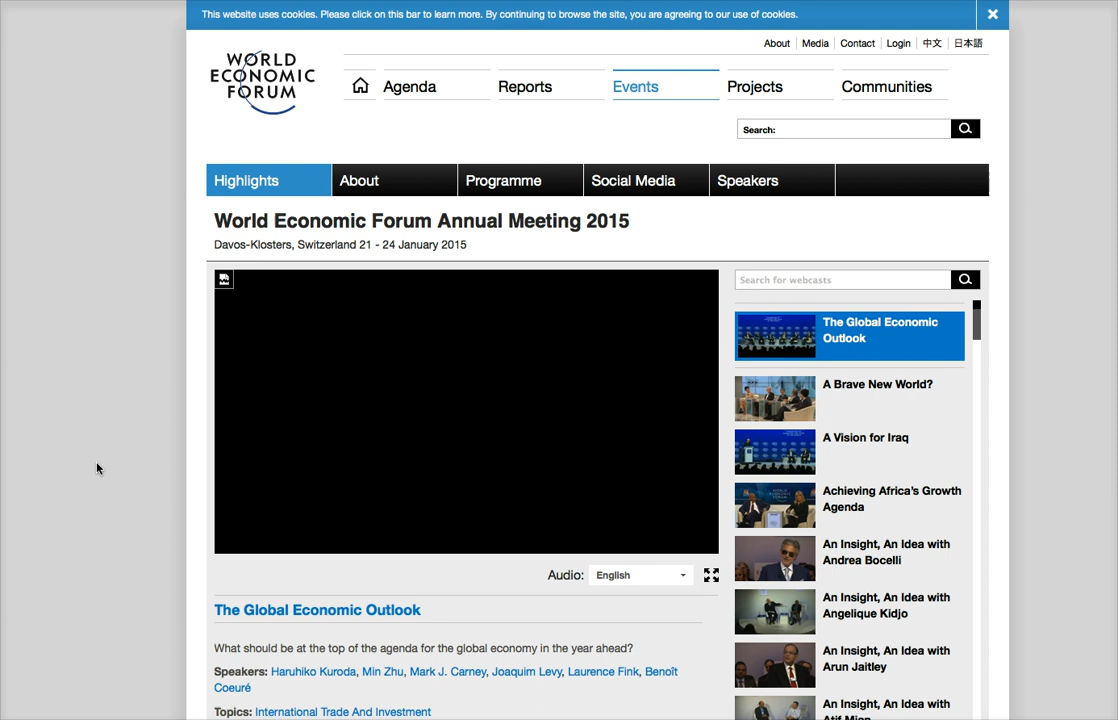 This website uses cookies. Please click on this bar to learn more. By continuing to browse the site, you are agreeing to our use of cookies.
About
Media
Contact
Login
中文
日本語
WORLD
ECONOMIC
FORUM
Agenda
Reports
Events
Projects
Communities
Search:
Highlights
About
Programme
Social Media
Speakers
World Economic Forum Annual Meeting 2015
Davos-Klosters, Switzerland 21 - 24 January 2015
Search for webcasts
The Global Economic
Outlook
A Brave New World?
A Vision for Iraq
Achieving Africa's Growth
Agenda
An Insight, An Idea with
Andrea Bocelli
An Insight, An Idea with
Angelique Kidjo
An Insight, An Idea with
Arun Jaitley
An Insight, An Idea with
Atif Mian
Audio:
English
The Global Economic Outlook
What should be at the top of the agenda for the global economy in the year ahead?
Speakers: Haruhiko Kuroda, Min Zhu, Mark J. Carney, Joaquim Levy, Laurence Fink, Benoît
Coeuré
Topics: International Trade And Investment